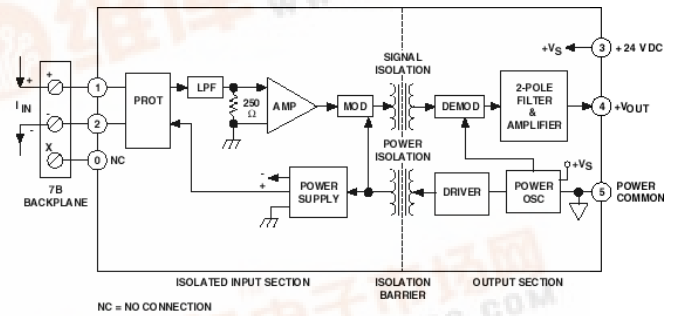 SIGNAL
ISOLATION
+VS
3
+ 24 V DC
+
+
1
PROT
LPF
250
Ω
AMP
MOD
DEMOD
2-POLE
FILTER
&
AMPLIFIER
4
+VOUT
I IN
-
-
2
X
0
NC
7B
BACKPLANE
POWER
ISOLATION
-
+
POWER
SUPPLY
DRIVER
POWER
OSC
+VS
5
POWER
COMMON
ISOLATED INPUT SECTION
ISOLATION
BARRIER
OUTPUT SECTION
NC = NO CONNECTION